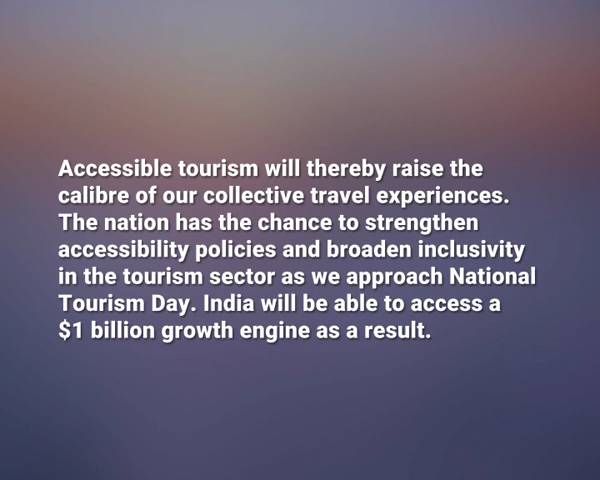 Accessible tourism will thereby raise the
calibre of our collective travel experiences.
The nation has the chance to strengthen
accessibility policies and broaden inclusivity
in the tourism sector as we approach National
Tourism Day. India will be able to access a
$1 billion growth engine as a result.